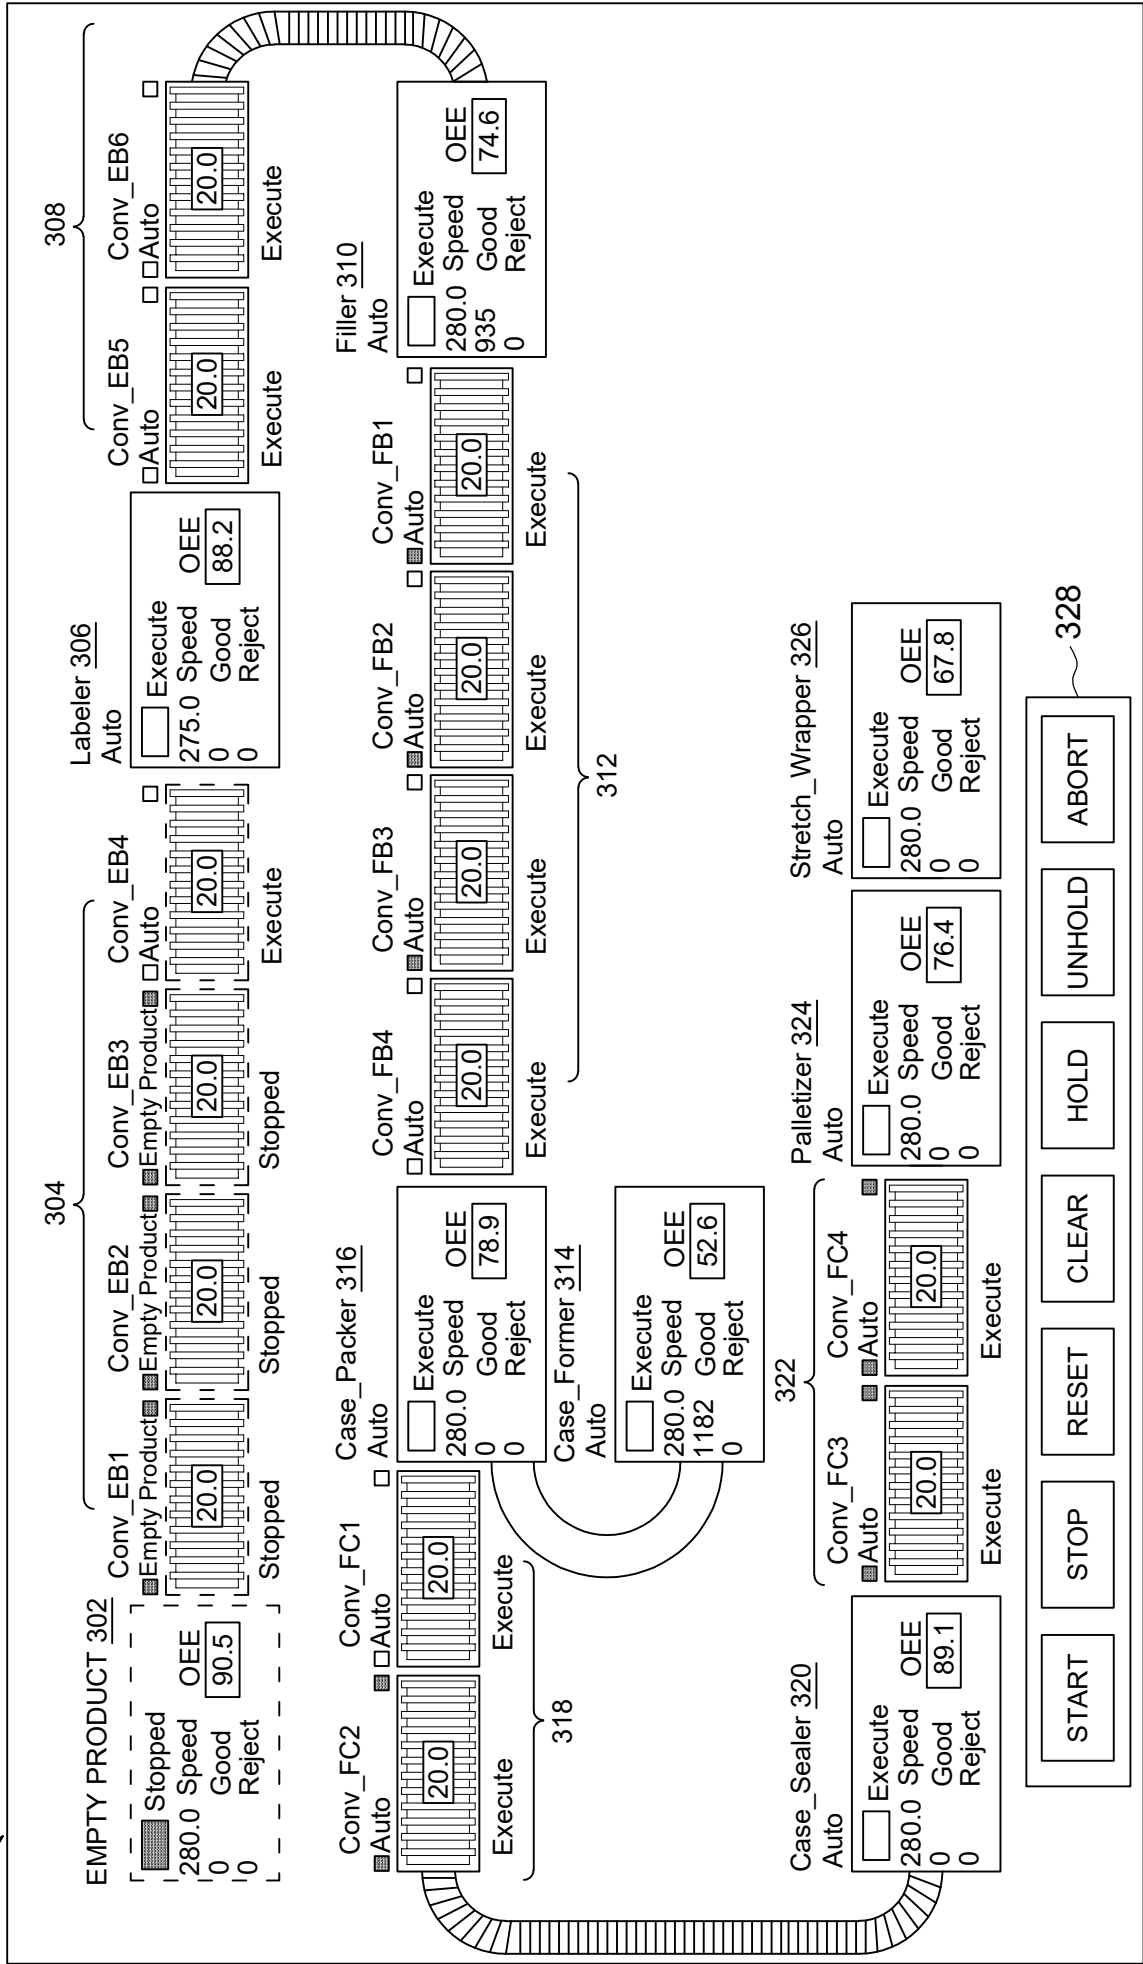 308
304
EMPTY PRODUCT 302
Stopped
280.0 Speed
0 Good
0 Reject
OEE
90.5
Conv_EB1
Empty Product
20.0
Stopped
Conv_EB2
Empty Product
20.0
Stopped
Conv_EB3
Empty Product
20.0
Stopped
Conv_EB4
Auto
20.0
Execute
Labeler 306
Auto
Execute
275.0 Speed
0 Good
0 Reject
OEE
88.2
Conv_EB5
Auto
20.0
Execute
Conv_EB6
Auto
20.0
Execute
Conv_FC2
Auto
20.0
Execute
Conv_FC1
Auto
20.0
Execute
318
Case_Packer 316
Auto
Execute
280.0 Speed
0 Good
0 Reject
OEE
78.9
Case_Former 314
Auto
Execute
280.0 Speed
1182 Good
0 Reject
OEE
52.6
Conv_FB4
Auto
20.0
Execute
Conv_FB3
Auto
20.0
Execute
Conv_FB2
Auto
20.0
Execute
Conv_FB1
Auto
20.0
Execute
312
Filler 310
Auto
Execute
280.0 Speed
935 Good
0 Reject
OEE
74.6
Case_Sealer 320
Auto
Execute
280.0 Speed
0 Good
0 Reject
OEE
89.1
322
Conv_FC3
Auto
20.0
Execute
Conv_FC4
Auto
20.0
Execute
Palletizer 324
Auto
Execute
280.0 Speed
0 Good
0 Reject
OEE
76.4
Stretch_Wrapper 326
Auto
Execute
280.0 Speed
0 Good
0 Reject
OEE
67.8
START
STOP
RESET
CLEAR
HOLD
UNHOLD
ABORT
328